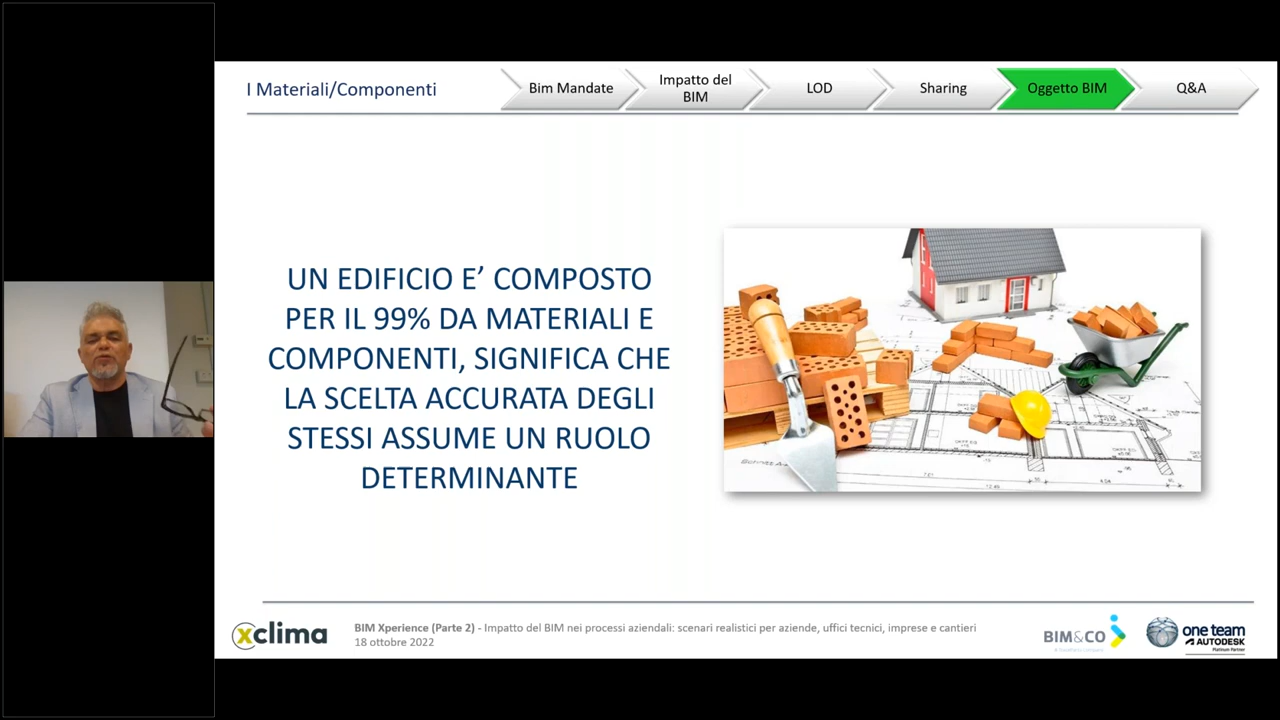 I Materiali/Componenti
Bim Mandate
Impatto del
BIM
LOD
Sharing
Oggetto BIM
Q&A
UN EDIFICIO E’ COMPOSTO
PER IL 99% DA MATERIALI E
COMPONENTI, SIGNIFICA CHE
LA SCELTA ACCURATA DEGLI
STESSI ASSUME UN RUOLO
DETERMINANTE
xclima
BIM Xperience (Parte 2) - Impatto del BIM nei processi aziendali: scenari realistici per aziende, uffici tecnici, imprese e cantieri
18 ottobre 2022
BIM&CO
one team
AUTODESK
Platinum Partner